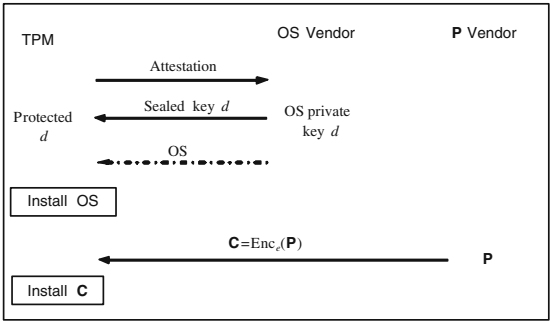 TPM
OS Vendor
P Vendor
Attestation
Protected
d
Sealed key d
OS private
key d
OS
Install OS
C=Ence(P)
P
Install C